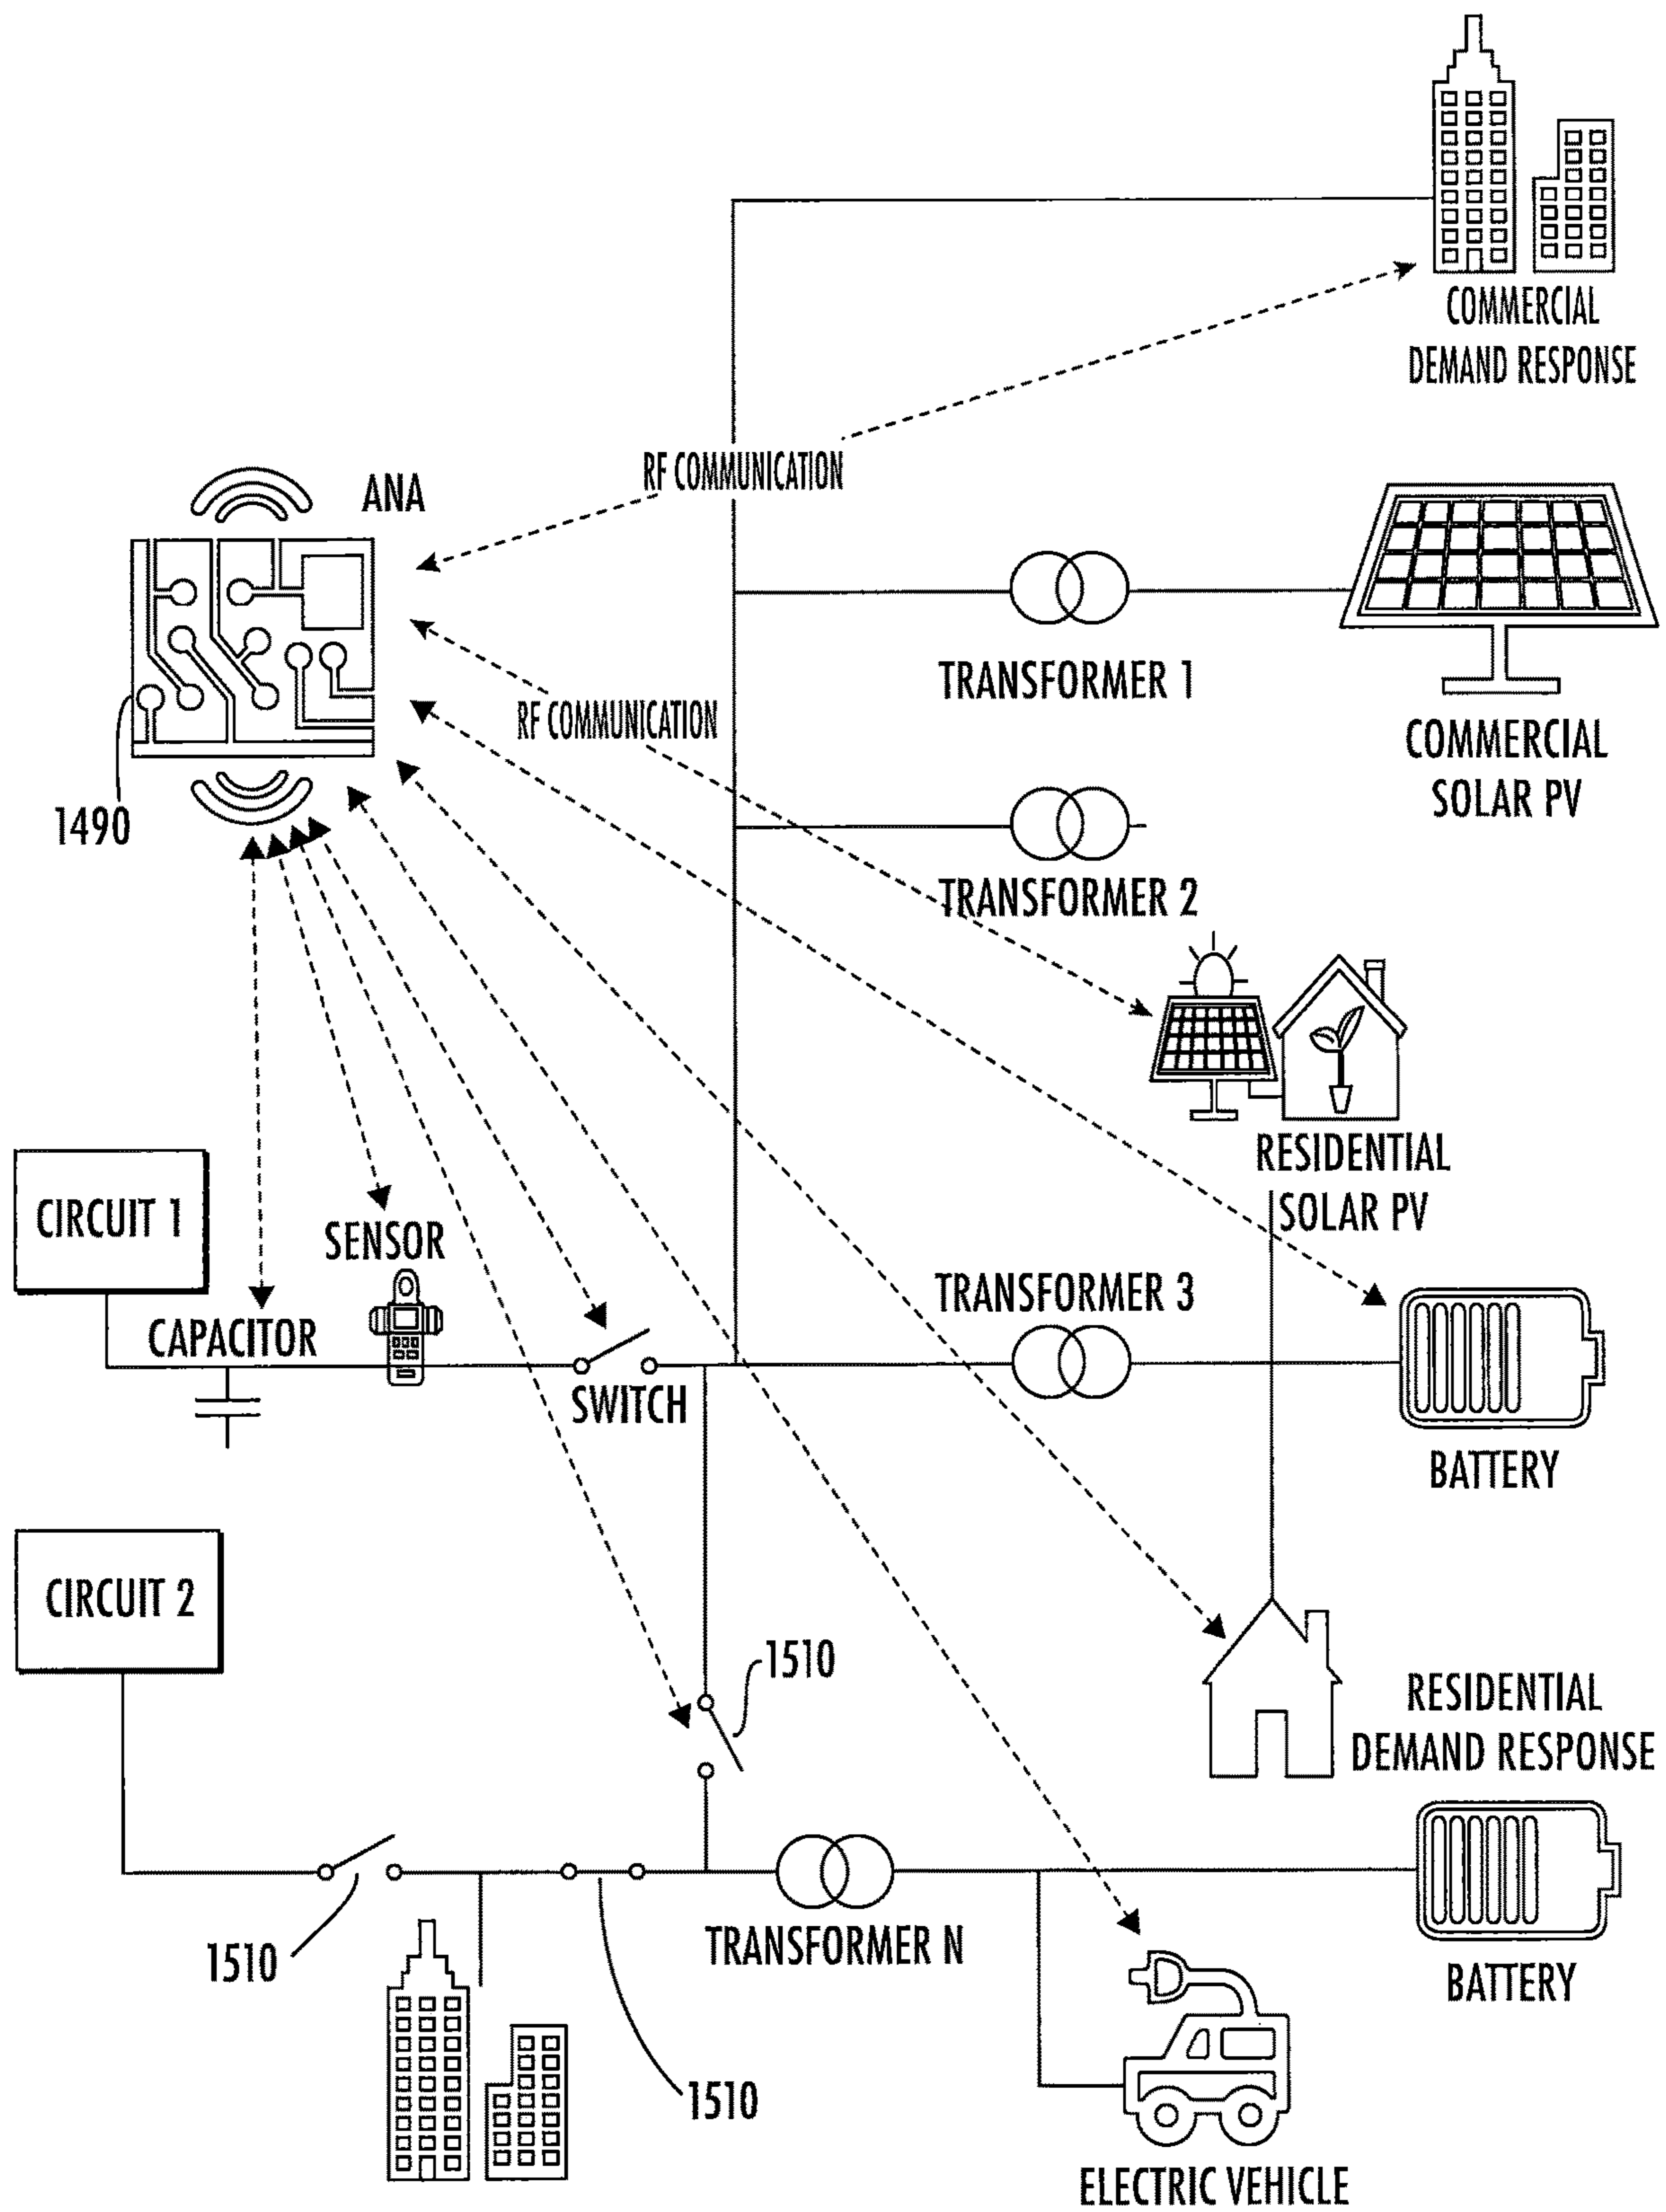 COMMERCIAL
DEMAND RESPONSE
RF COMMUNICATION
ANA
TRANSFORMER 1
RF COMMUNICATION
COMMERCIAL
SOLAR PV
1490
TRANSFORMER 2
RESIDENTIAL
SOLAR PV
CIRCUIT 1
SENSOR
TRANSFORMER 3
CAPACITOR
SWITCH
BATTERY
CIRCUIT 2
1510
RESIDENTIAL
DEMAND RESPONSE
TRANSFORMER N
1510
BATTERY
1510
ELECTRIC VEHICLE